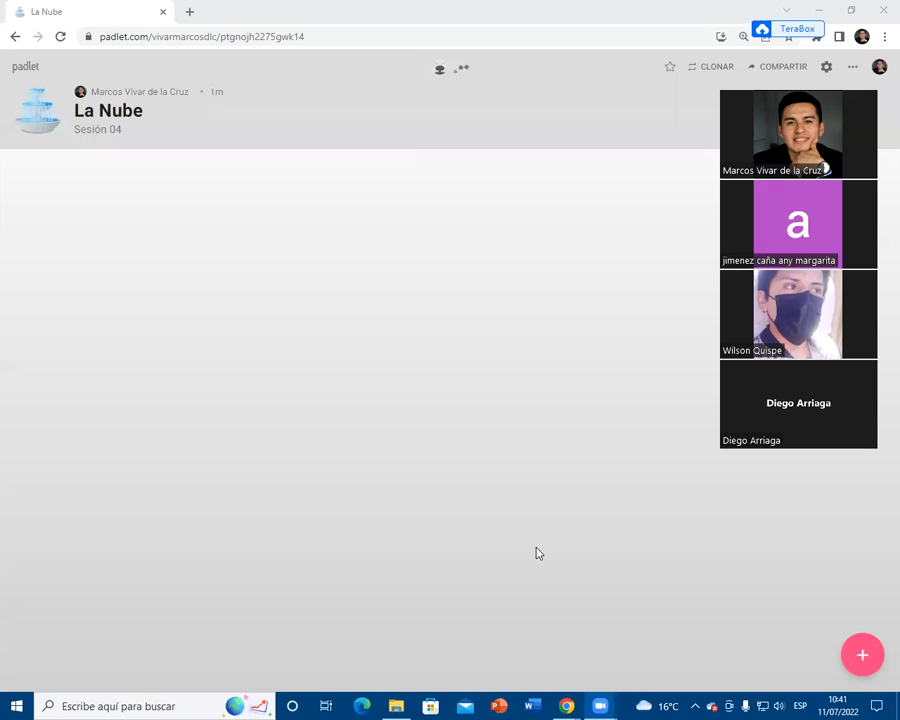 La Nube
padlet.com/vivarmarcosdlc/ptgnojh2275gwk14
TeraBox
padlet
CLONAR
COMPARTIR
Marcos Vivar de la Cruz • 1m
La Nube
Sesión 04
Marcos Vivar de la Cruz
a
jimenez caña any margarita
Wilson Quispe
Diego Arriaga
Diego Arriaga
Escribe aquí para buscar
16°C
ESP
10:41
11/07/2022